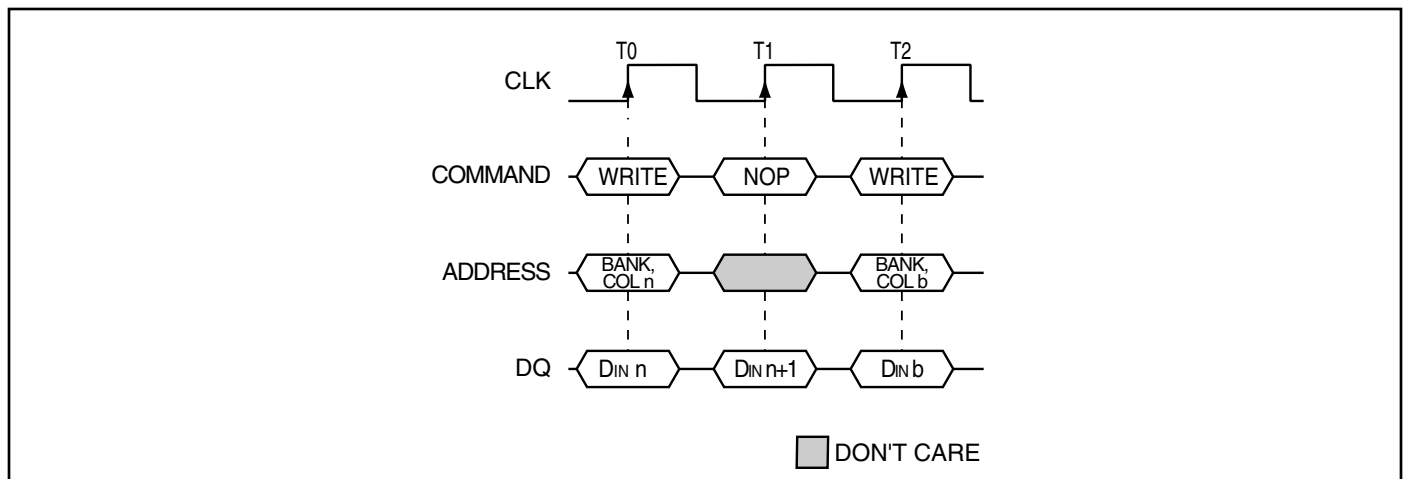 T0 T1 T2
CLK
COMMAND WRITE NOP WRITE
ADDRESS BANK, COL n BANK, COL b
DQ DIN n DIN n+1 DIN b
DON'T CARE